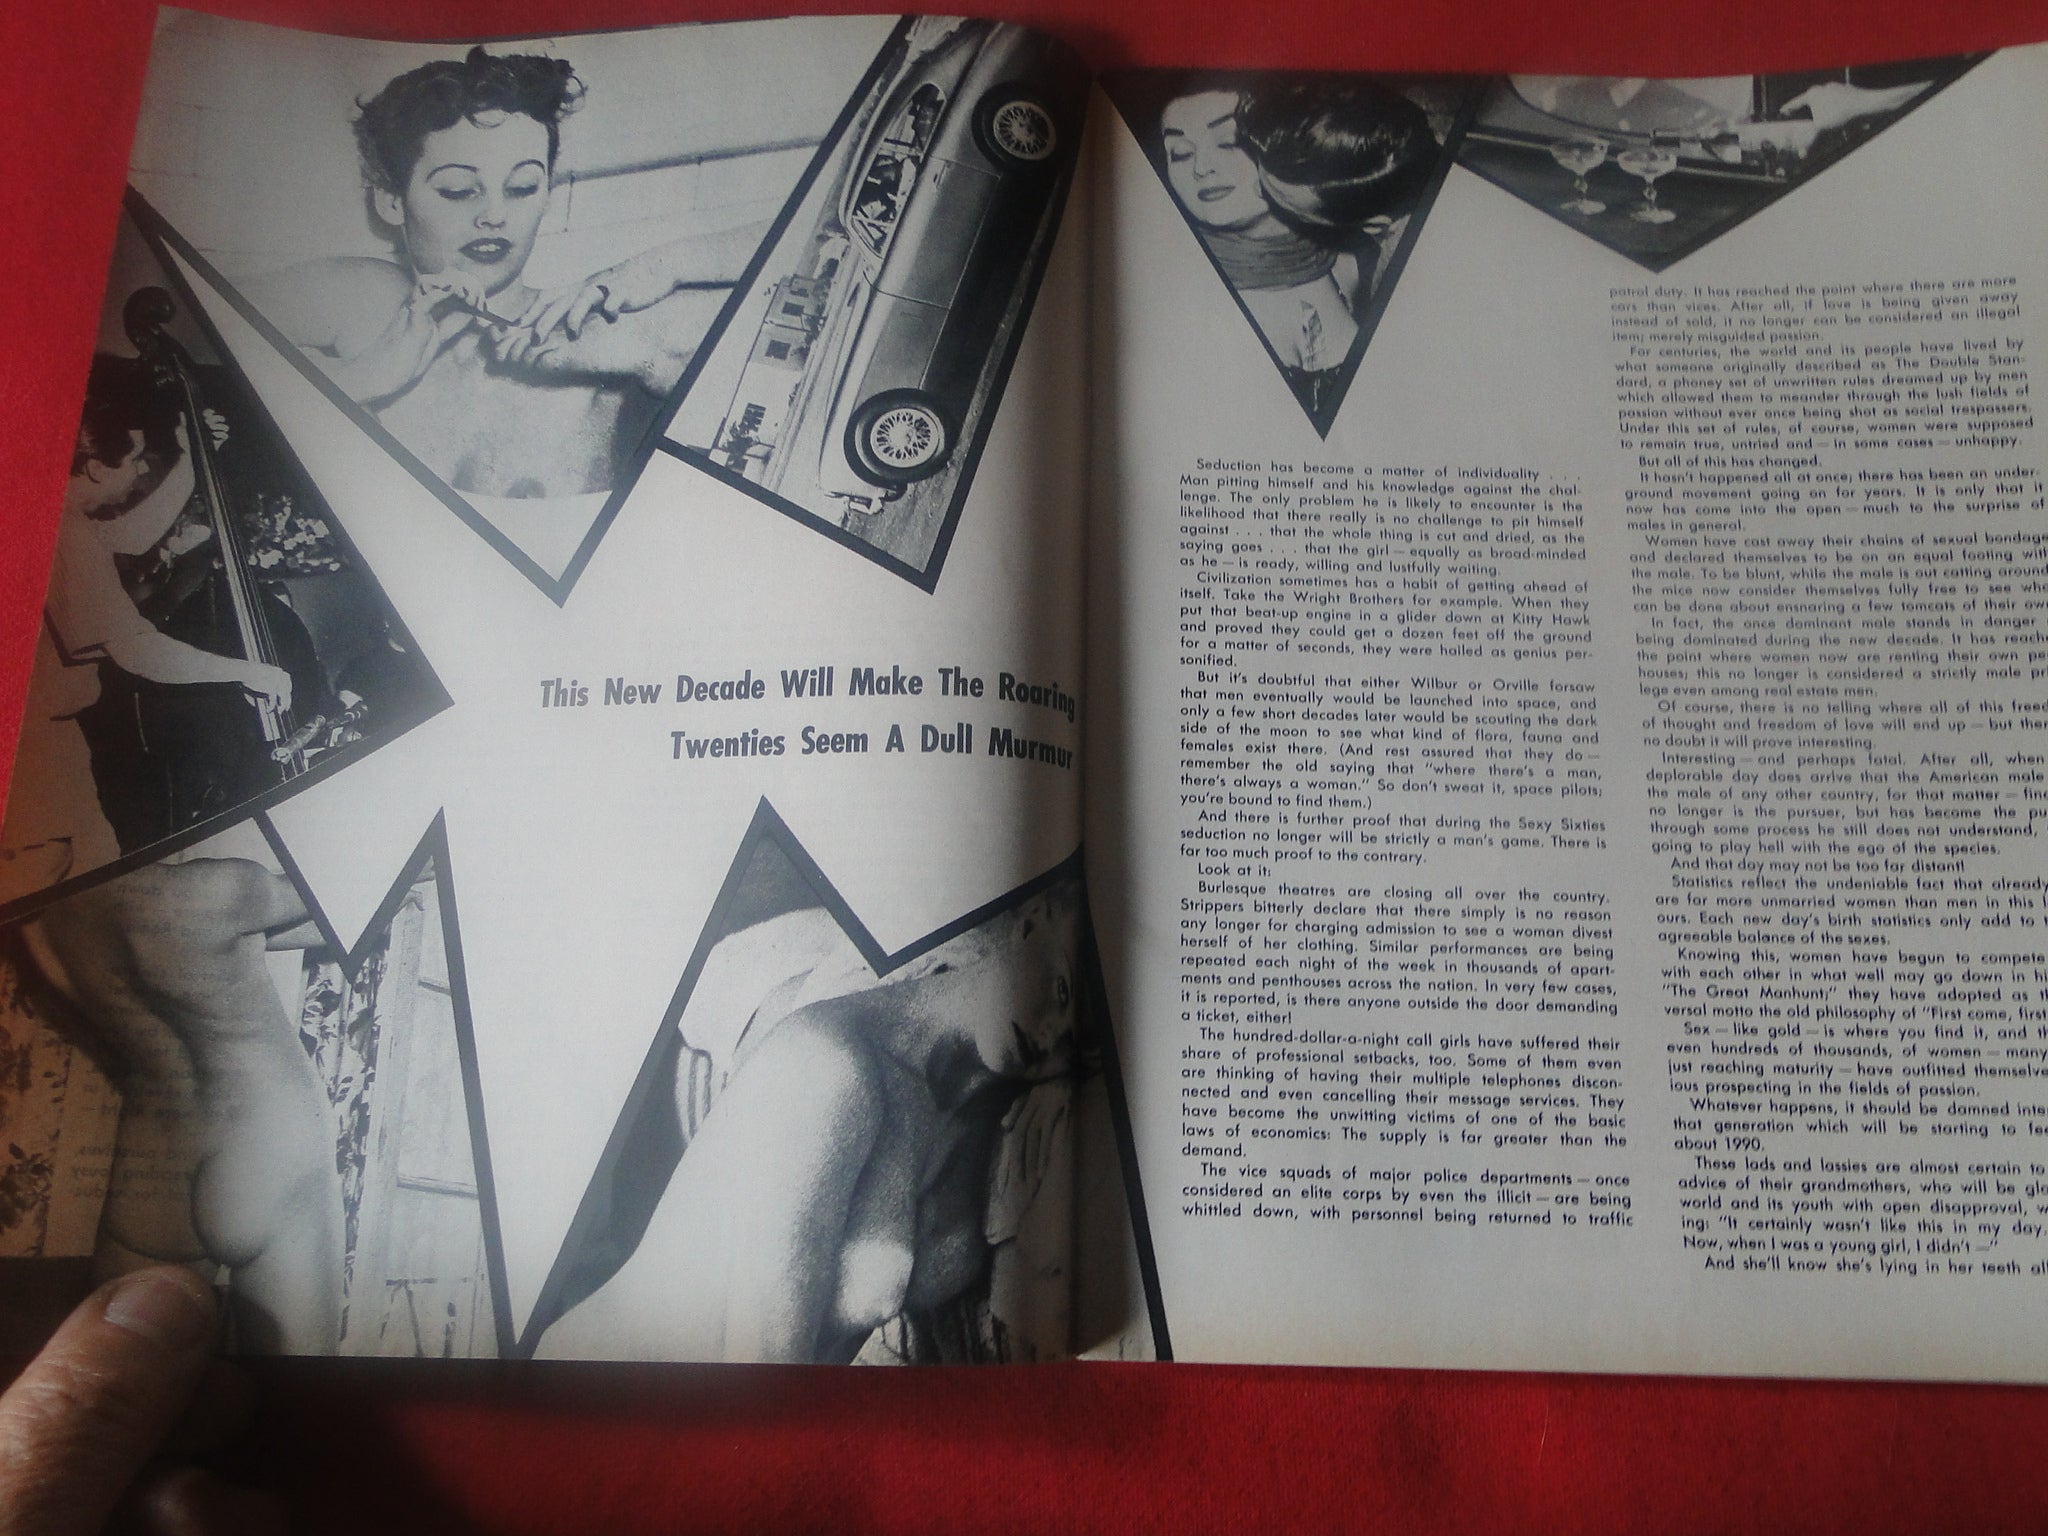 This New Decade Will Make The Roaring
Twenties Seem A Dull Murmur
Seduction has become a matter of individuality . . .
Man pitting himself and his knowledge against the chal-
lenge. The only problem he is likely to encounter is the
likelihood that there really is no challenge to pit himself
against . . . that the whole thing is cut and dried, as the
saying goes . . . that the girl — equally as broad-minded
as he — is ready, willing and lustfully waiting.
Civilization sometimes has a habit of getting ahead of
itself. Take the Wright Brothers for example. When they
put that beat-up engine in a glider down at Kitty Hawk
and proved they could get a dozen feet off the ground
for a matter of seconds, they were hailed as genius per-
sonified.
But it's doubtful that either Wilbur or Orville forsaw
that men eventually would be launched into space, and
only a few short decades later would be scouting the dark
side of the moon to see what kind of flora, fauna and
females exist there. (And rest assured that they do —
remember the old saying that "where there's a man,
there's always a woman." So don't sweat it, space pilots;
you're bound to find them.)
And there is further proof that during the Sexy Sixties
seduction no longer will be strictly a man's game. There is
far too much proof to the contrary.
Look at it:
Burlesque theatres are closing all over the country.
Strippers bitterly declare that there simply is no reason
any longer for charging admission to see a woman divest
herself of her clothing. Similar performances are being
repeated each night of the week in thousands of apart-
ments and penthouses across the nation. In very few cases,
it is reported, is there anyone outside the door demanding
a ticket, either!
The hundred-dollar-a-night call girls have suffered their
share of professional setbacks, too. Some of them even
are thinking of having their multiple telephones discon-
nected and even cancelling their message services. They
have become the unwitting victims of one of the basic
laws of economics: The supply is far greater than the
demand.
The vice squads of major police departments — once
considered an elite corps by even the illicit — are being
whittled down, with personnel being returned to traffic
patrol duty. It has reached the point where there are more
cars than vices. After all, if love is being given away
instead of sold, it no longer can be considered an illegal
item; merely misguided passion.
For centuries, the world and its people have lived by
what someone originally described as The Double Stan-
dard, a phoney set of unwritten rules dreamed up by men
which allowed them to meander through the lush fields of
passion without ever once being shot as social trespassers.
Under this set of rules, of course, women were supposed
to remain true, untried and — in some cases — unhappy.
But all of this has changed.
It hasn't happened all at once; there has been an under-
ground movement going on for years. It is only that it
now has come into the open — much to the surprise of
males in general.
Women have cast away their chains of sexual bondage
and declared themselves to be on an equal footing with
the male. To be blunt, while the male is out catting around
the mice now consider themselves fully free to see wha
can be done about ensnaring a few tomcats of their own
In fact, the once dominant male stands in danger
being dominated during the new decade. It has reach
the point where women now are renting their own pe
houses; this no longer is considered a strictly male pri
lege even among real estate men.
Of course, there is no telling where all of this freed
of thought and freedom of love will end up — but ther
no doubt it will prove interesting.
Interesting — and perhaps fatal. After all, when
deplorable day does arrive that the American male
the male of any other country, for that matter — find
no longer is the pursuer, but has become the pu
through some process he still does not understand,
going to play hell with the ego of the species.
And that day may not be too far distant!
Statistics reflect the undeniable fact that already
are far more unmarried women than men in this l
ours. Each new day's birth statistics only add to t
agreeable balance of the sexes.
Knowing this, women have begun to compete
with each other in what well may go down in hi
"The Great Manhunt;" they have adopted as th
versal motto the old philosophy of "First come, first
Sex — like gold — is where you find it, and th
even hundreds of thousands, of women — many
just reaching maturity — have outfitted themselve
ious prospecting in the fields of passion.
Whatever happens, it should be damned inte
that generation which will be starting to fee
about 1990.
These lads and lassies are almost certain to
advice of their grandmothers, who will be glo
world and its youth with open disapproval, w
ing: "It certainly wasn't like this in my day.
Now, when I was a young girl, I didn't —"
And she'll know she's lying in her teeth all